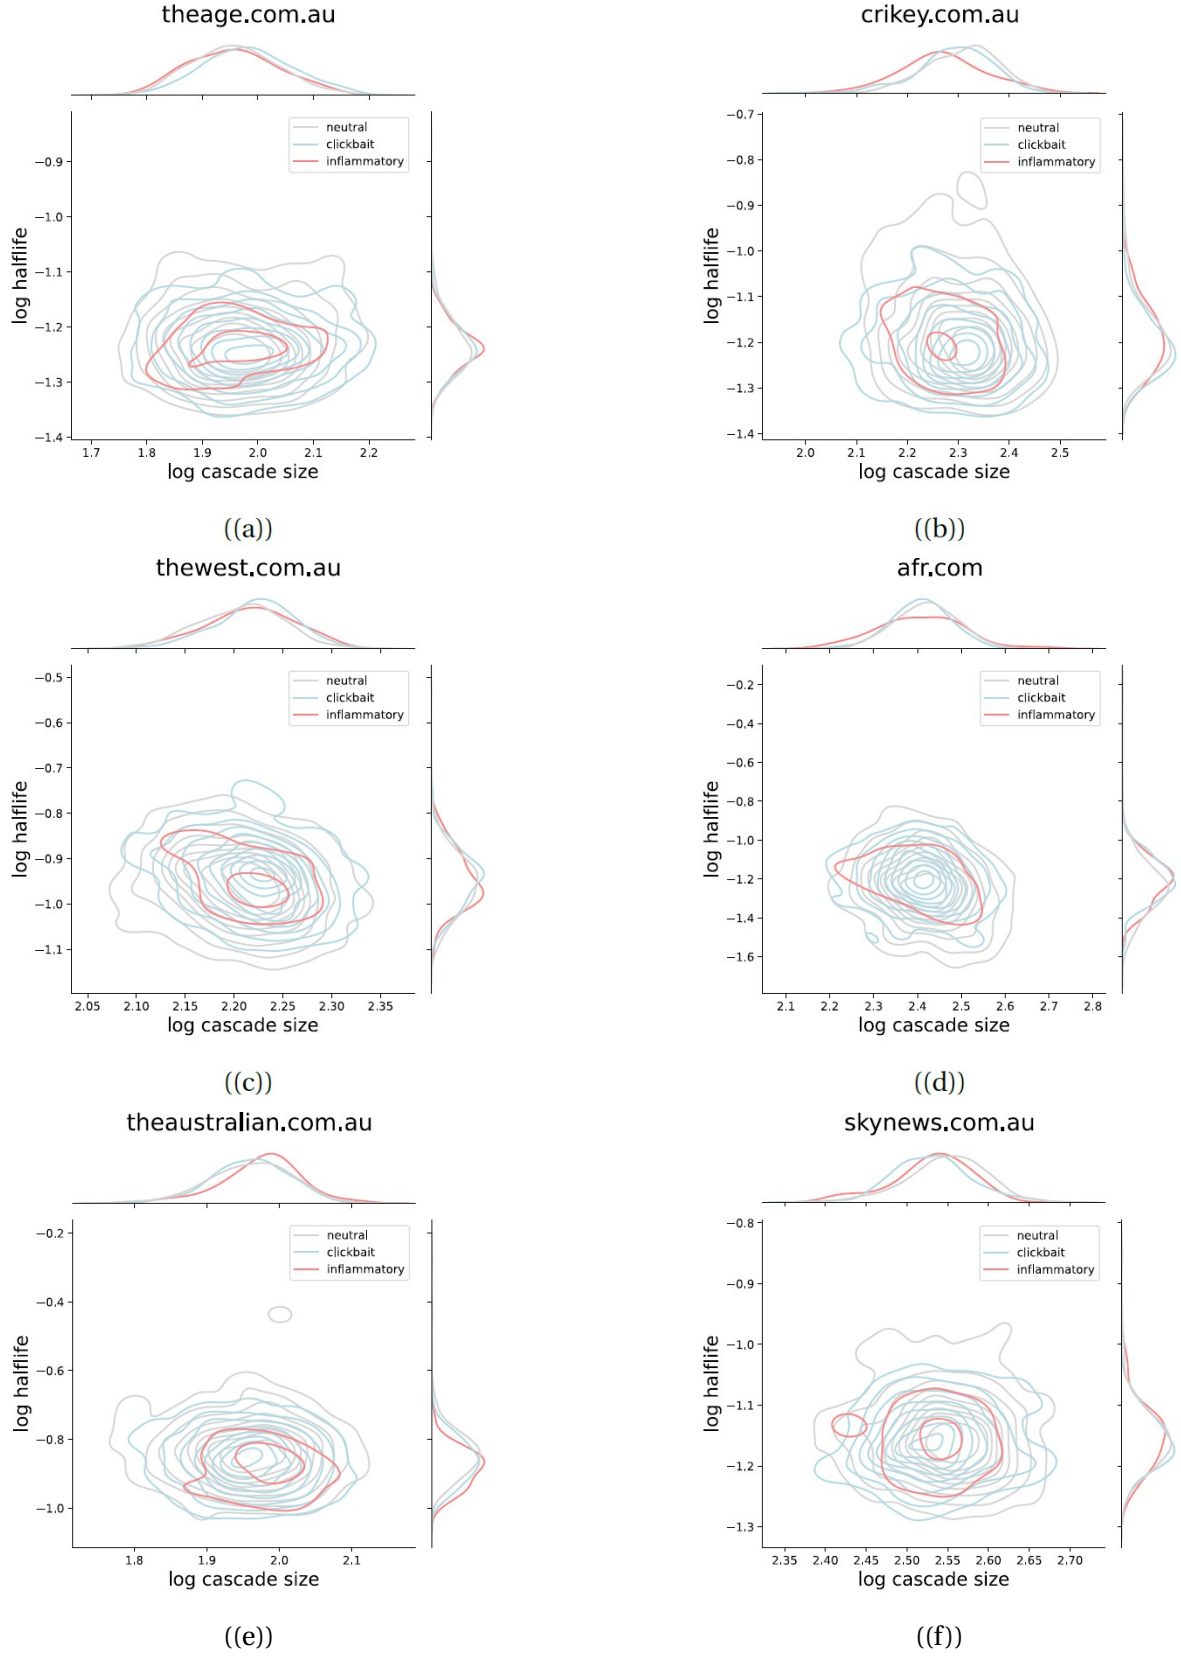 theage.com.au
neutral
clickbait
inflammatory
−0.9
−1.0
−1.1
−1.2
−1.3
−1.4
log halflife
1.7 1.8 1.9 2.0 2.1 2.2
log cascade size
((a))
crikey.com.au
neutral
clickbait
inflammatory
−0.7
−0.8
−0.9
−1.0
−1.1
−1.2
−1.3
−1.4
log halflife
2.0 2.1 2.2 2.3 2.4 2.5
log cascade size
((b))
thewest.com.au
neutral
clickbait
inflammatory
−0.5
−0.6
−0.7
−0.8
−0.9
−1.0
−1.1
log halflife
2.05 2.10 2.15 2.20 2.25 2.30 2.35
log cascade size
((c))
afr.com
neutral
clickbait
inflammatory
−0.2
−0.4
−0.6
−0.8
−1.0
−1.2
−1.4
−1.6
log halflife
2.1 2.2 2.3 2.4 2.5 2.6 2.7 2.8
log cascade size
((d))
theaustralian.com.au
neutral
clickbait
inflammatory
−0.2
−0.4
−0.6
−0.8
−1.0
log halflife
1.8 1.9 2.0 2.1
log cascade size
((e))
skynews.com.au
neutral
clickbait
inflammatory
−0.8
−0.9
−1.0
−1.1
−1.2
−1.3
log halflife
2.35 2.40 2.45 2.50 2.55 2.60 2.65 2.70
log cascade size
((f))